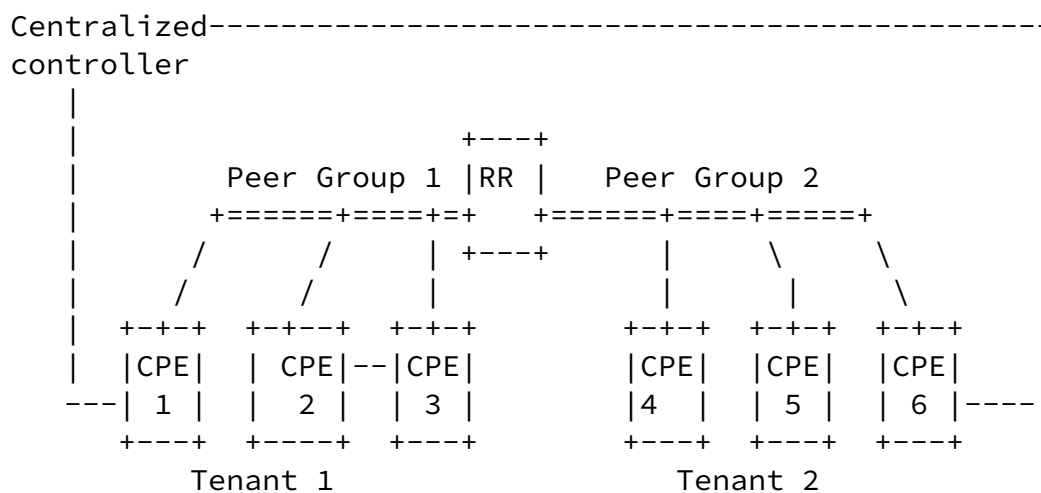 Centralized
controller
Peer Group 1 |RR | Peer Group 2
|CPE| | CPE|--|CPE| |CPE| |CPE| |CPE|
---| 1 | | 2 | | 3 | |4 | | 5 | | 6 |----
Tenant 1 Tenant 2